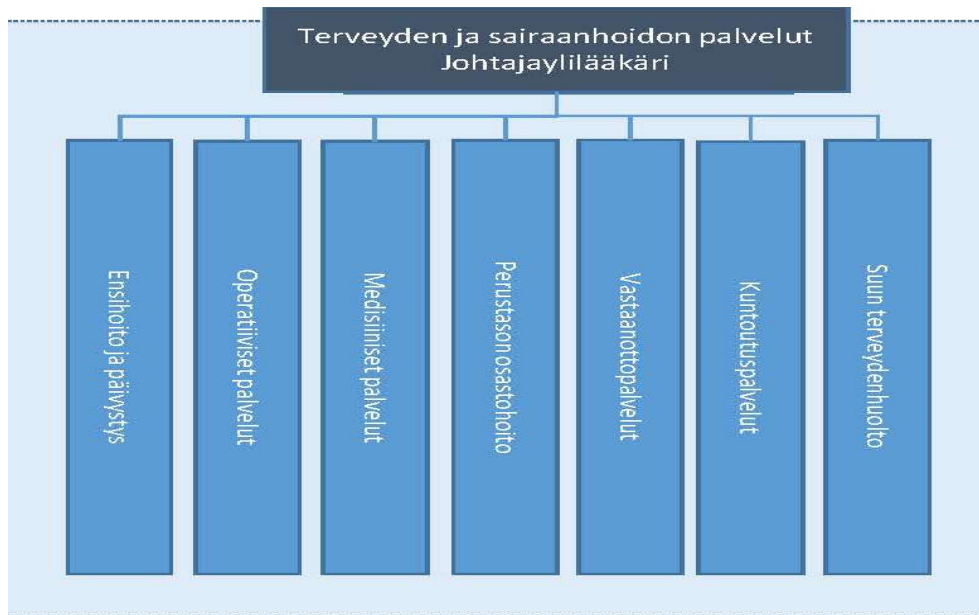 Terveyden ja sairaanhoidon palvelut
Johtajaylilääkäri
Ensihoito ja päivystys
Operatiiviset palvelut
Medisiiniset palvelut
Perustason osastohoito
Vastaanottopalvelut
Kuntoutuspalvelut
Suun terveydenhuolto